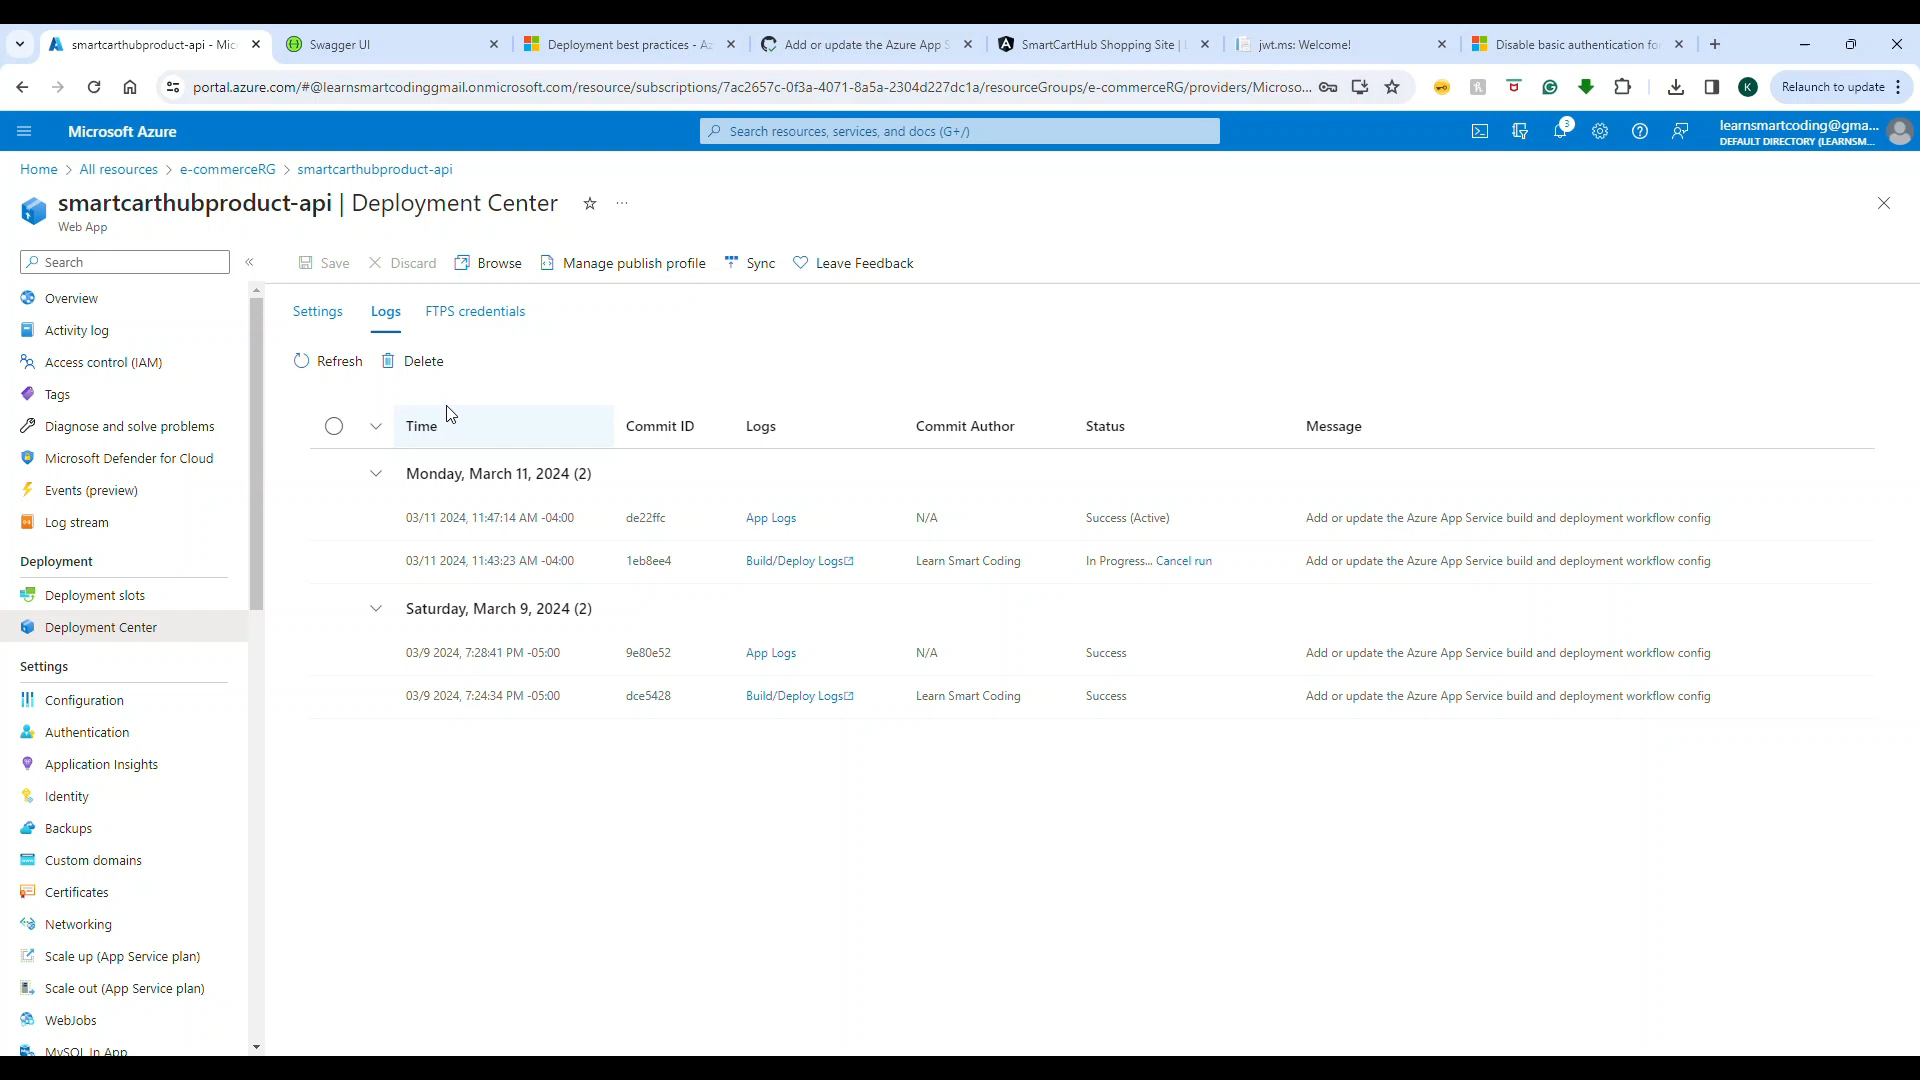 smartcarthubproduct-api - Mic
Swagger UI
Deployment best practices - Az
Add or update the Azure App S
SmartCartHub Shopping Site |
jwt.ms: Welcome!
Disable basic authentication for
portal.azure.com/#@learnsmartcodinggmail.onmicrosoft.com/resource/subscriptions/7ac2657c-0f3a-4071-8a5a-2304d227dc1a/resourceGroups/e-commerceRG/providers/Microso...
K
Relaunch to update
Microsoft Azure
Search resources, services, and docs (G+/)
3
learnsmartcoding@gma...
DEFAULT DIRECTORY (LEARNSM...
Home > All resources > e-commerceRG > smartcarthubproduct-api
smartcarthubproduct-api | Deployment Center
Web App
Search
Save
Discard
Browse
Manage publish profile
Sync
Leave Feedback
Overview
Activity log
Access control (IAM)
Tags
Diagnose and solve problems
Microsoft Defender for Cloud
Events (preview)
Log stream
Deployment
Deployment slots
Deployment Center
Settings
Configuration
Authentication
Application Insights
Identity
Backups
Custom domains
Certificates
Networking
Scale up (App Service plan)
Scale out (App Service plan)
WebJobs
MySQL In App
Settings Logs FTPS credentials
Refresh Delete
Time Commit ID Logs Commit Author Status Message
Monday, March 11, 2024 (2)
03/11 2024, 11:47:14 AM -04:00 de22ffc App Logs N/A Success (Active) Add or update the Azure App Service build and deployment workflow config
03/11 2024, 11:43:23 AM -04:00 1eb8ee4 Build/Deploy Logs Learn Smart Coding In Progress... Cancel run Add or update the Azure App Service build and deployment workflow config
Saturday, March 9, 2024 (2)
03/9 2024, 7:28:41 PM -05:00 9e80e52 App Logs N/A Success Add or update the Azure App Service build and deployment workflow config
03/9 2024, 7:24:34 PM -05:00 dce5428 Build/Deploy Logs Learn Smart Coding Success Add or update the Azure App Service build and deployment workflow config